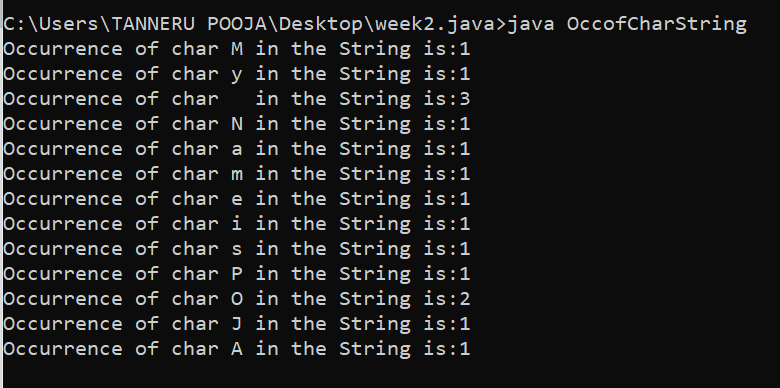 C:\Users\TANNERU POOJA\Desktop\week2.java>java OccofCharString
Occurrence of char M in the String is:1
Occurrence of char y in the String is:1
Occurrence of char   in the String is:3
Occurrence of char N in the String is:1
Occurrence of char a in the String is:1
Occurrence of char m in the String is:1
Occurrence of char e in the String is:1
Occurrence of char i in the String is:1
Occurrence of char s in the String is:1
Occurrence of char P in the String is:1
Occurrence of char O in the String is:2
Occurrence of char J in the String is:1
Occurrence of char A in the String is:1